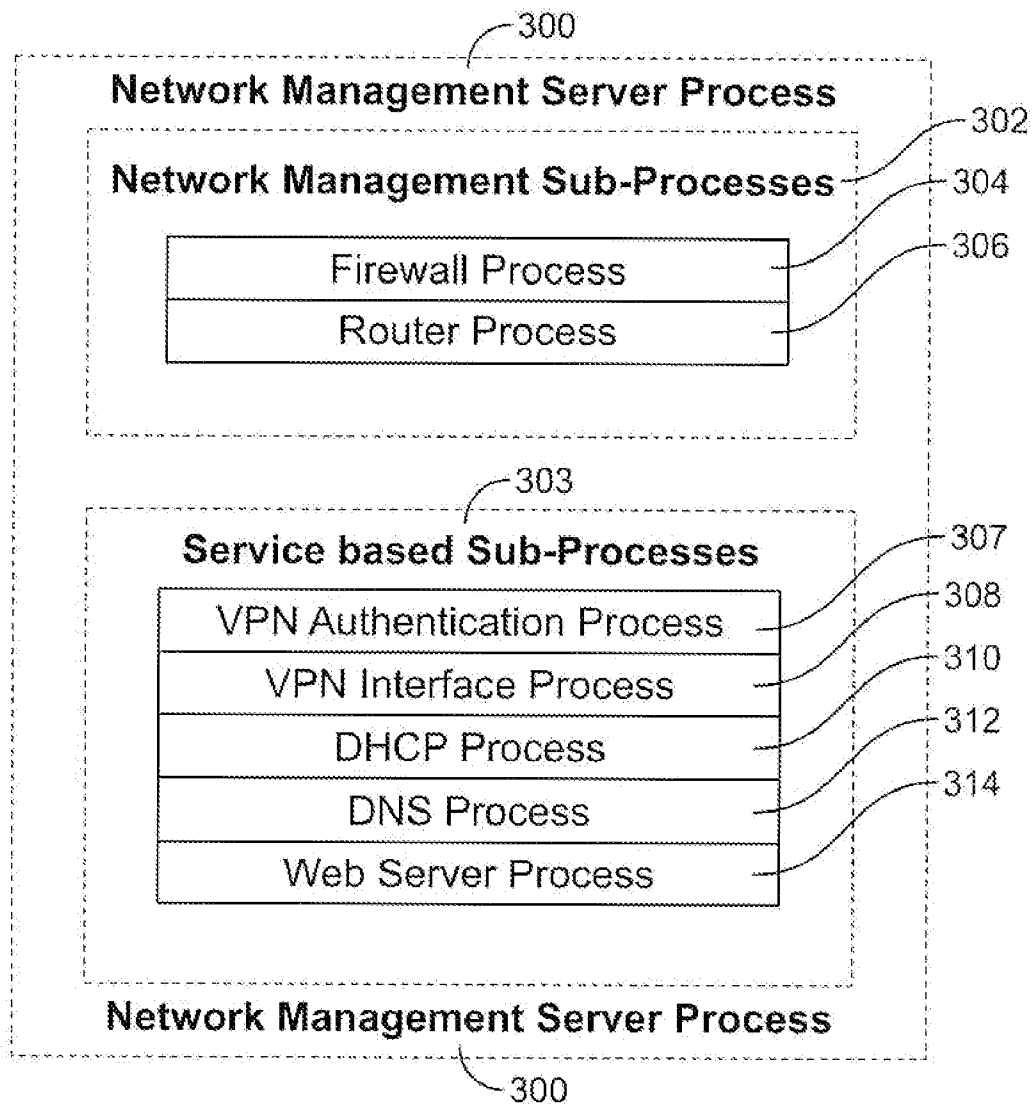 300
Network Management Server Process
302
Network Management Sub-Processes
304
Firewall Process
306
Router Process
303
Service based Sub-Processes
307
VPN Authentication Process
308
VPN Interface Process
310
DHCP Process
312
DNS Process
314
Web Server Process
Network Management Server Process
300